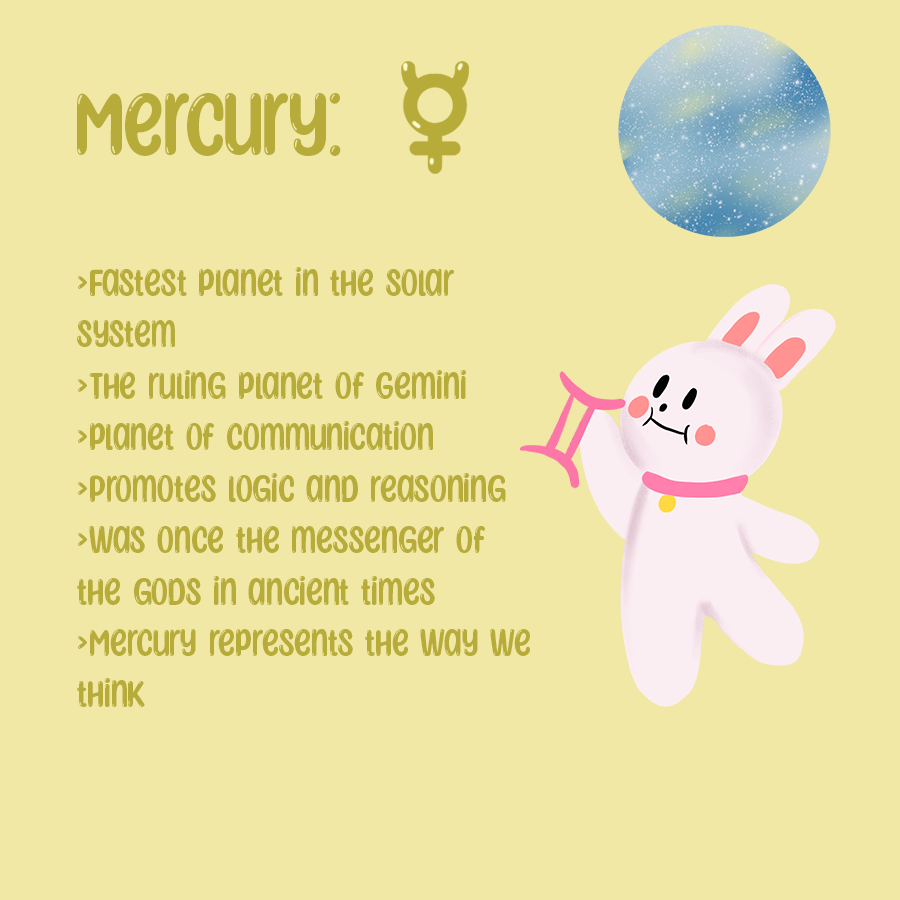 Mercury: ☿
>Fastest planet in the solar
system
>The ruling planet of Gemini
>Planet of communication
>Promotes logic and reasoning
>Was once the messenger of
the Gods in ancient times
>Mercury represents the way we
think